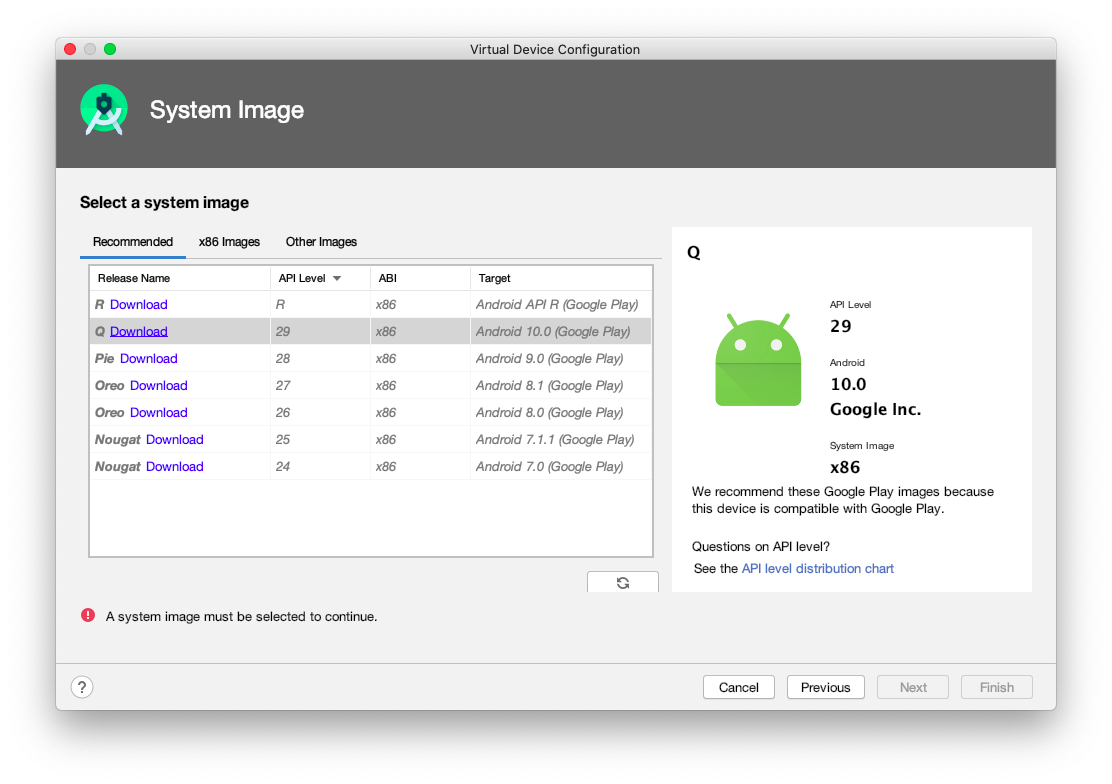 Virtual Device Configuration
System Image
Select a system image
Recommended x86 Images Other Images
Release Name API Level ABI Target
R Download R x86 Android API R (Google Play)
Q Download 29 x86 Android 10.0 (Google Play)
Pie Download 28 x86 Android 9.0 (Google Play)
Oreo Download 27 x86 Android 8.1 (Google Play)
Oreo Download 26 x86 Android 8.0 (Google Play)
Nougat Download 25 x86 Android 7.1.1 (Google Play)
Nougat Download 24 x86 Android 7.0 (Google Play)
Q
API Level
29
Android
10.0
Google Inc.
System Image
x86
We recommend these Google Play images because
this device is compatible with Google Play.
Questions on API level?
See the API level distribution chart
! A system image must be selected to continue.
? Cancel Previous Next Finish